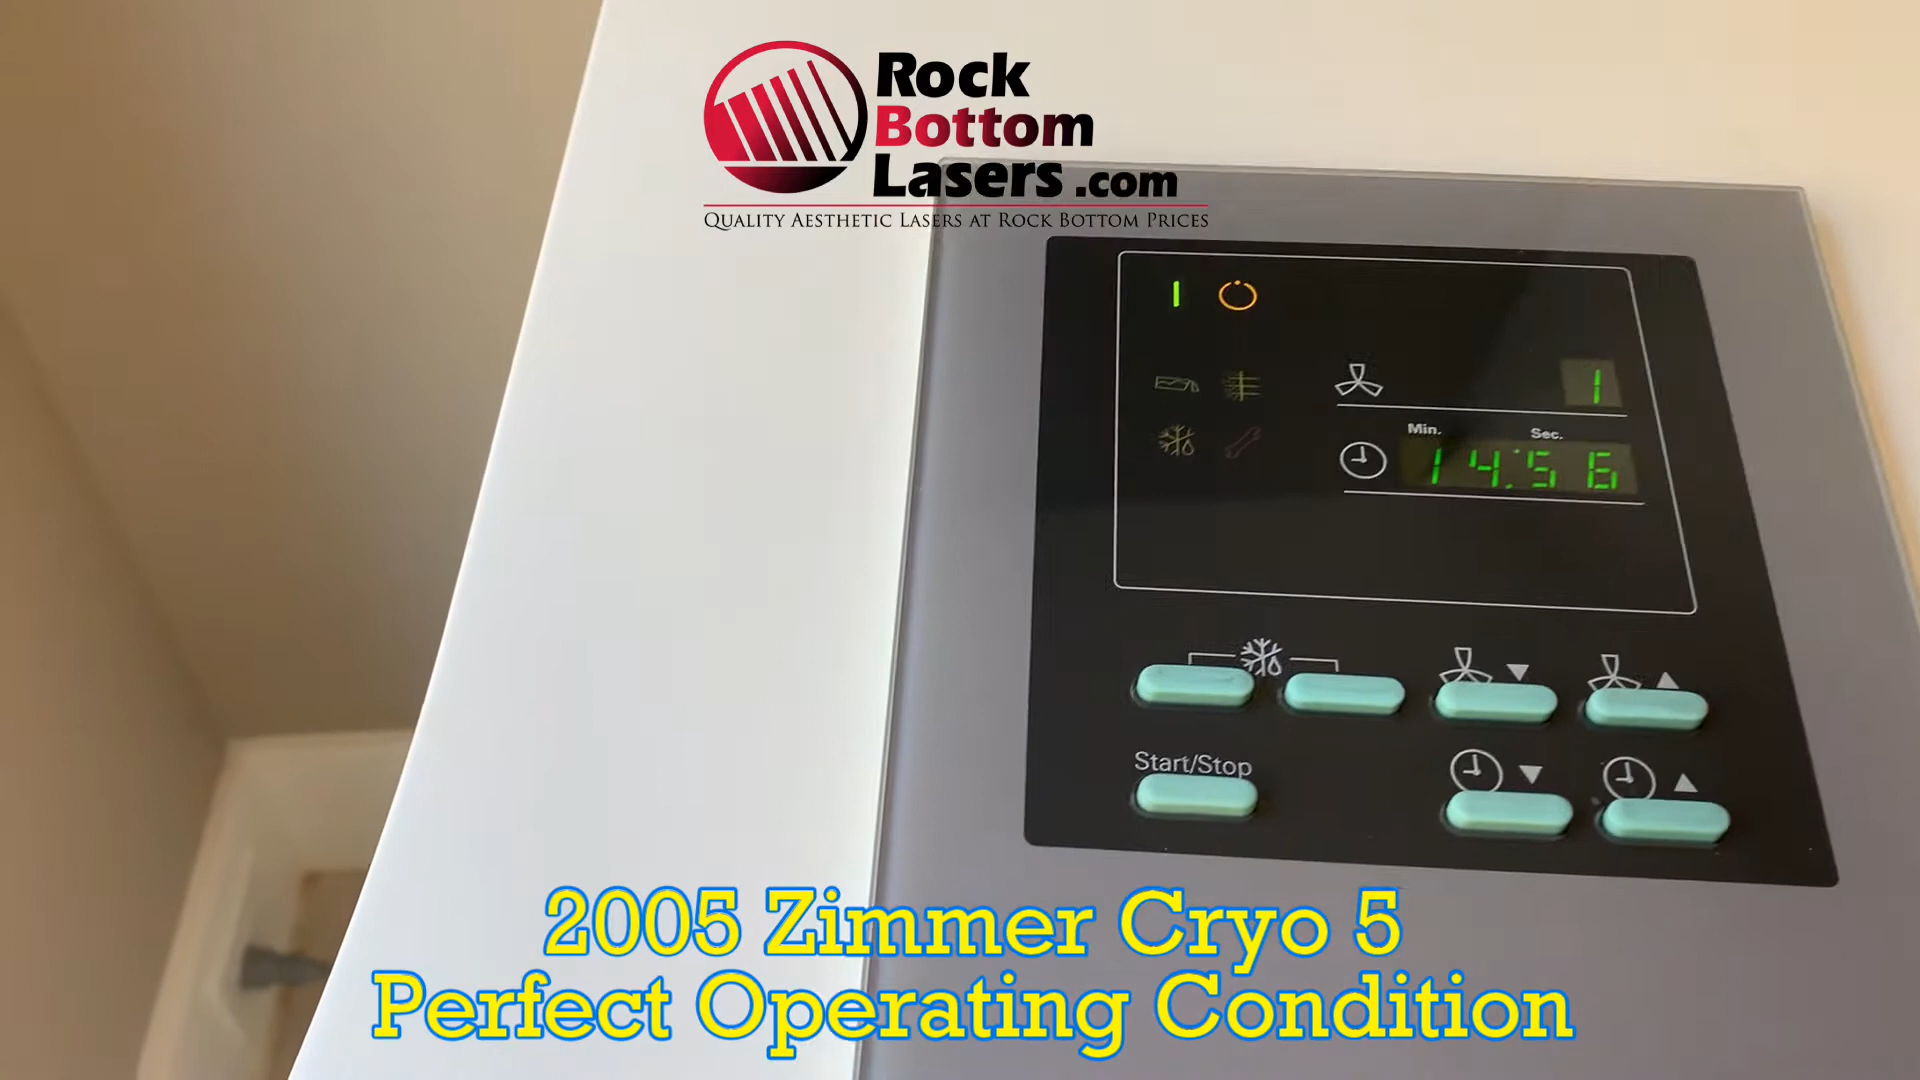 Rock
Bottom
Lasers.com
QUALITY AESTHETIC LASERS AT ROCK BOTTOM PRICES
1
Min. Sec.
14:56
Start/Stop
2005 Zimmer Cryo 5
Perfect Operating Condition